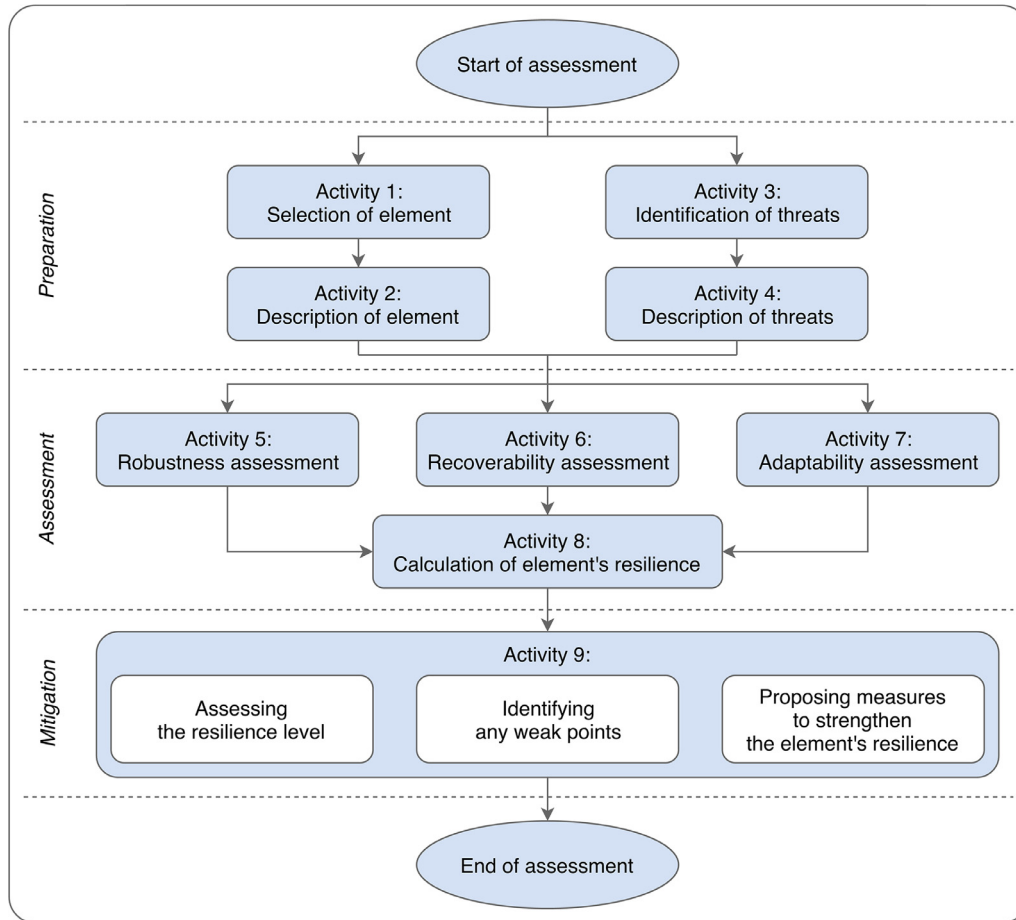 Start of assessment
Preparation
Activity 1:
Selection of element
Activity 3:
Identification of threats
Activity 2:
Description of element
Activity 4:
Description of threats
Assessment
Activity 5:
Robustness assessment
Activity 6:
Recoverability assessment
Activity 7:
Adaptability assessment
Activity 8:
Calculation of element's resilience
Mitigation
Activity 9:
Assessing
the resilience level
Identifying
any weak points
Proposing measures
to strengthen
the element's resilience
End of assessment